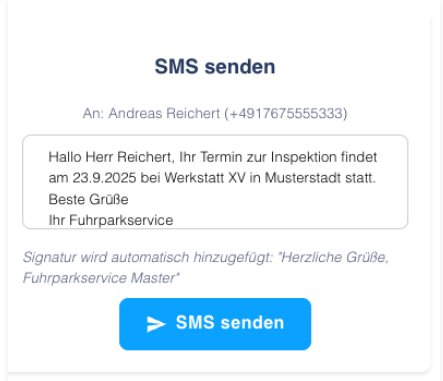 SMS senden
An: Andreas Reichert (+4917675555333)
Hallo Herr Reichert, Ihr Termin zur Inspektion findet
am 23.9.2025 bei Werkstatt XV in Musterstadt statt.
Beste Grüße
Ihr Fuhrparkservice
Signatur wird automatisch hinzugefügt: "Herzliche Grüße,
Fuhrparkservice Master"
SMS senden